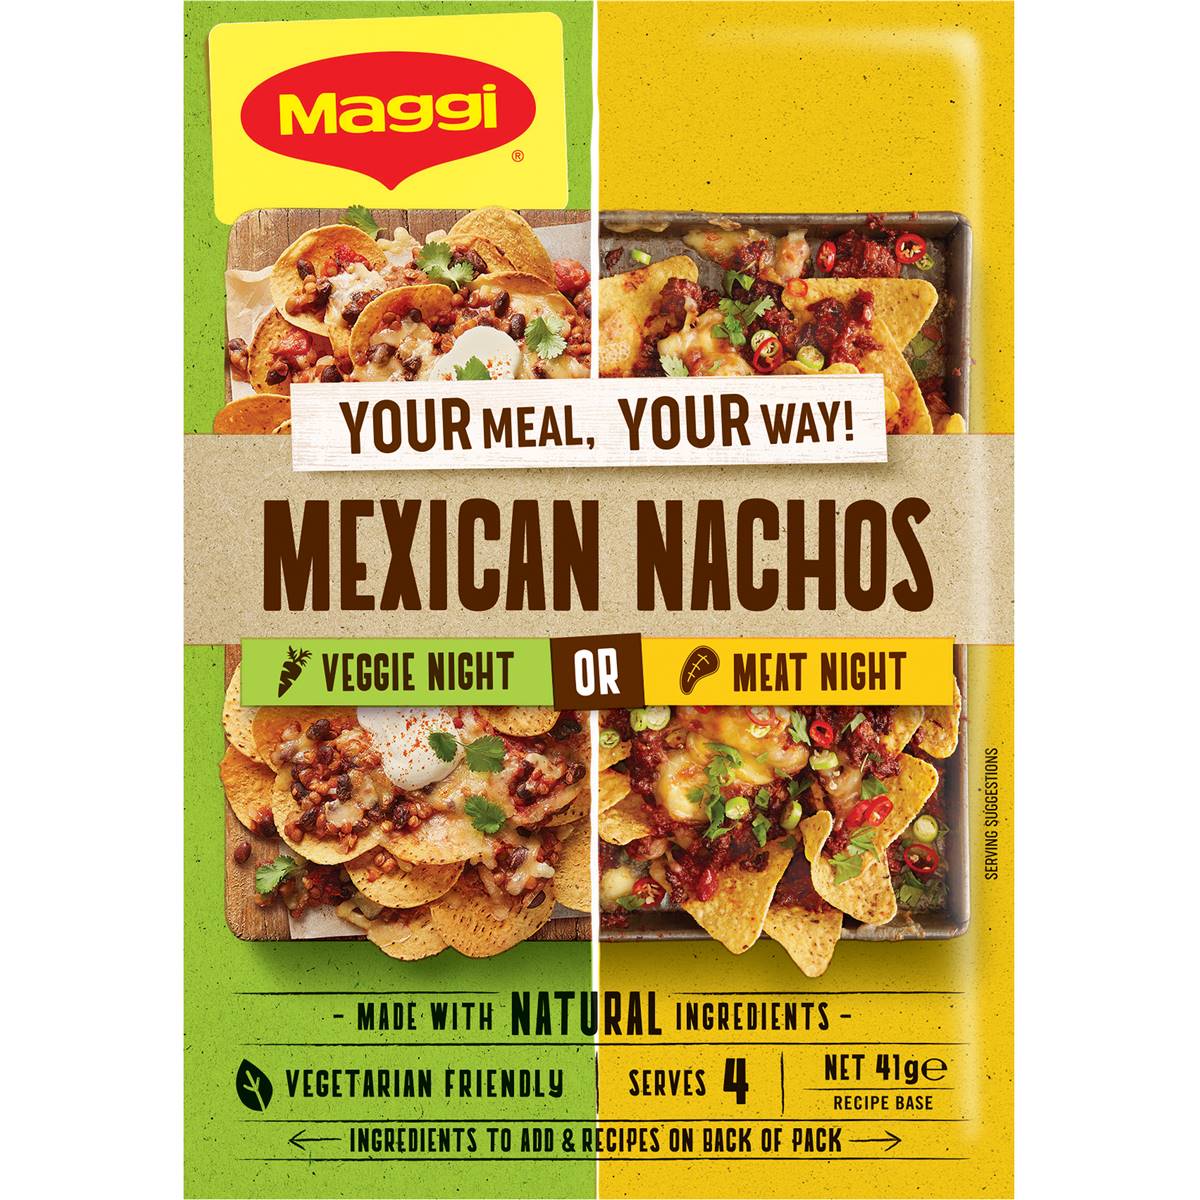 Maggi
®
YOUR MEAL, YOUR WAY!
MEXICAN NACHOS
VEGGIE NIGHT OR MEAT NIGHT
SERVING SUGGESTIONS
- MADE WITH NATURAL INGREDIENTS -
VEGETARIAN FRIENDLY
SERVES 4
NET 41g℮
RECIPE BASE
INGREDIENTS TO ADD & RECIPES ON BACK OF PACK